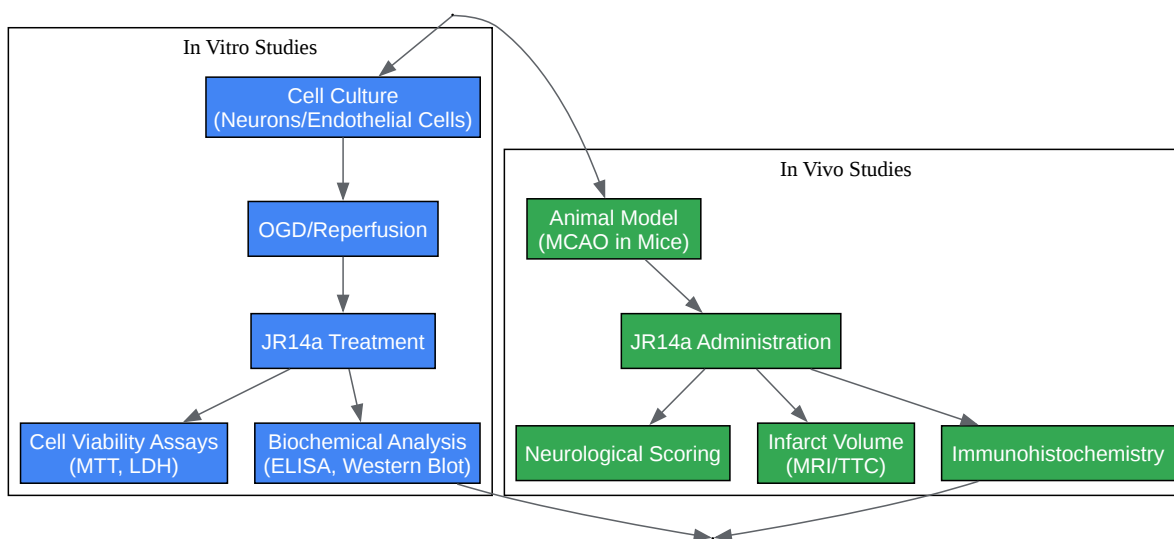 In Vitro Studies
Cell Culture
(Neurons/Endothelial Cells)
OGD/Reperfusion
JR14a Treatment
Cell Viability Assays
(MTT, LDH)
Biochemical Analysis
(ELISA, Western Blot)
In Vivo Studies
Animal Model
(MCAO in Mice)
JR14a Administration
Neurological Scoring
Infarct Volume
(MRI/TTC)
Immunohistochemistry